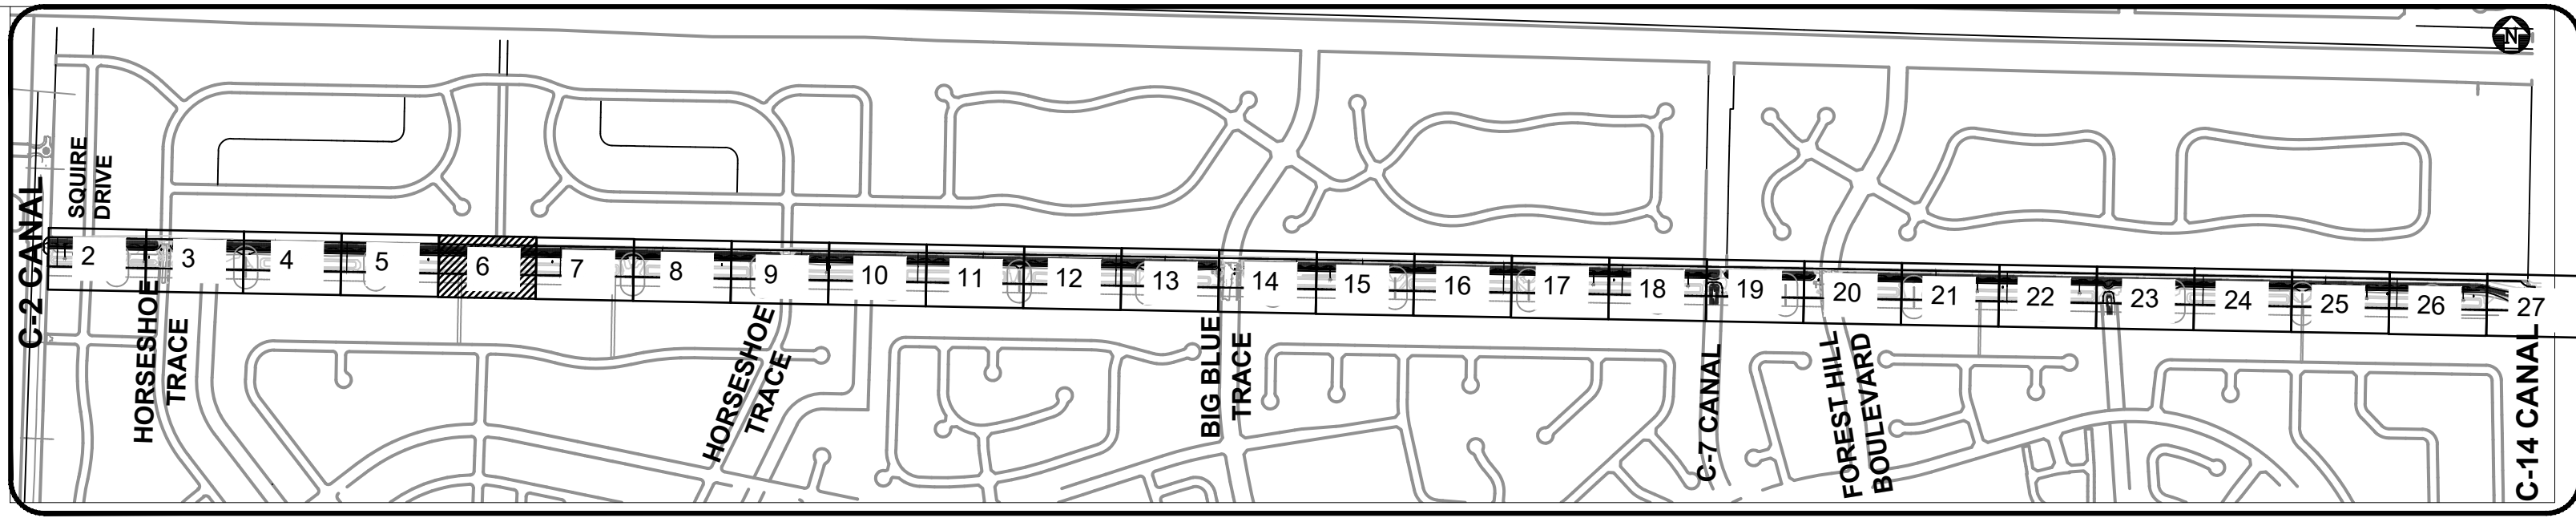 N
SQUIRE
DRIVE
C-2 CANAL
2
3
4
5
6
7
8
9
10
11
12
13
14
15
16
17
18
19
20
21
22
23
24
25
26
27
HORSESHOE
TRACE
HORSESHOE
TRACE
BIG BLUE
TRACE
C-7 CANAL
FOREST HILL
BOULEVARD
C-14 CANAL